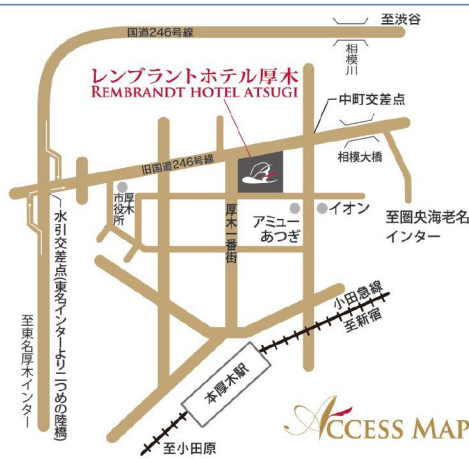 国道246号線
至渋谷
相模川
レンブラントホテル厚木
REMBRANDT HOTEL ATSUGI
中町交差点
旧国道246号線
相模大橋
厚木
市役所
厚木一番街
アミュー
あつぎ
イオン
至圏央海老名
インター
水引交差点(東名インターより二つめの陸橋)
至東名厚木インター
小田急線
至新宿
本厚木駅
至小田原
ACCESS MAP